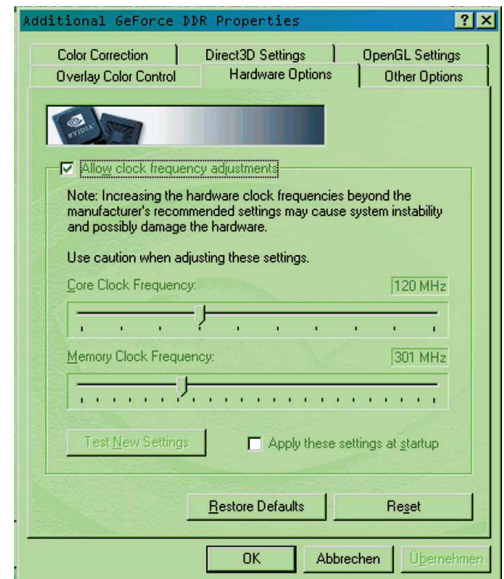 Additional GeForce DDR Properties
Color Correction
Direct3D Settings
OpenGL Settings
Overlay Color Control
Hardware Options
Other Options
NVIDIA
Allow clock frequency adjustments
Note: Increasing the hardware clock frequencies beyond the
manufacturer's recommended settings may cause system instability
and possibly damage the hardware.
Use caution when adjusting these settings.
Core Clock Frequency:
120 MHz
Memory Clock Frequency:
301 MHz
Test New Settings
Apply these settings at startup
Restore Defaults
Reset
OK
Abbrechen
Übernehmen